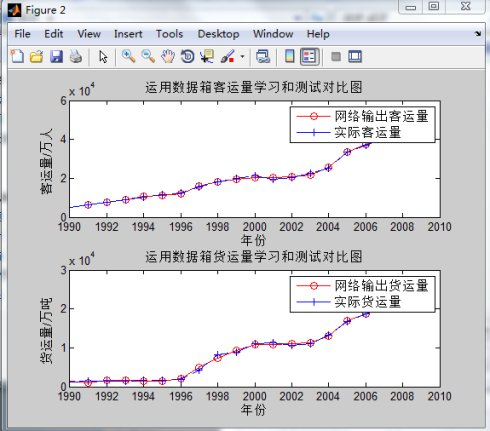 Figure 2
File Edit View Insert Tools Desktop Window Help
运用数据箱客运量学习和测试对比图
x 10^4
6
4
2
0
客运量/万人
网络输出客运量
实际客运量
1990 1992 1994 1996 1998 2000 2002 2004 2006 2008 2010
年份
运用数据箱货运量学习和测试对比图
x 10^4
3
2
1
0
货运量/万吨
网络输出货运量
实际货运量
1990 1992 1994 1996 1998 2000 2002 2004 2006 2008 2010
年份